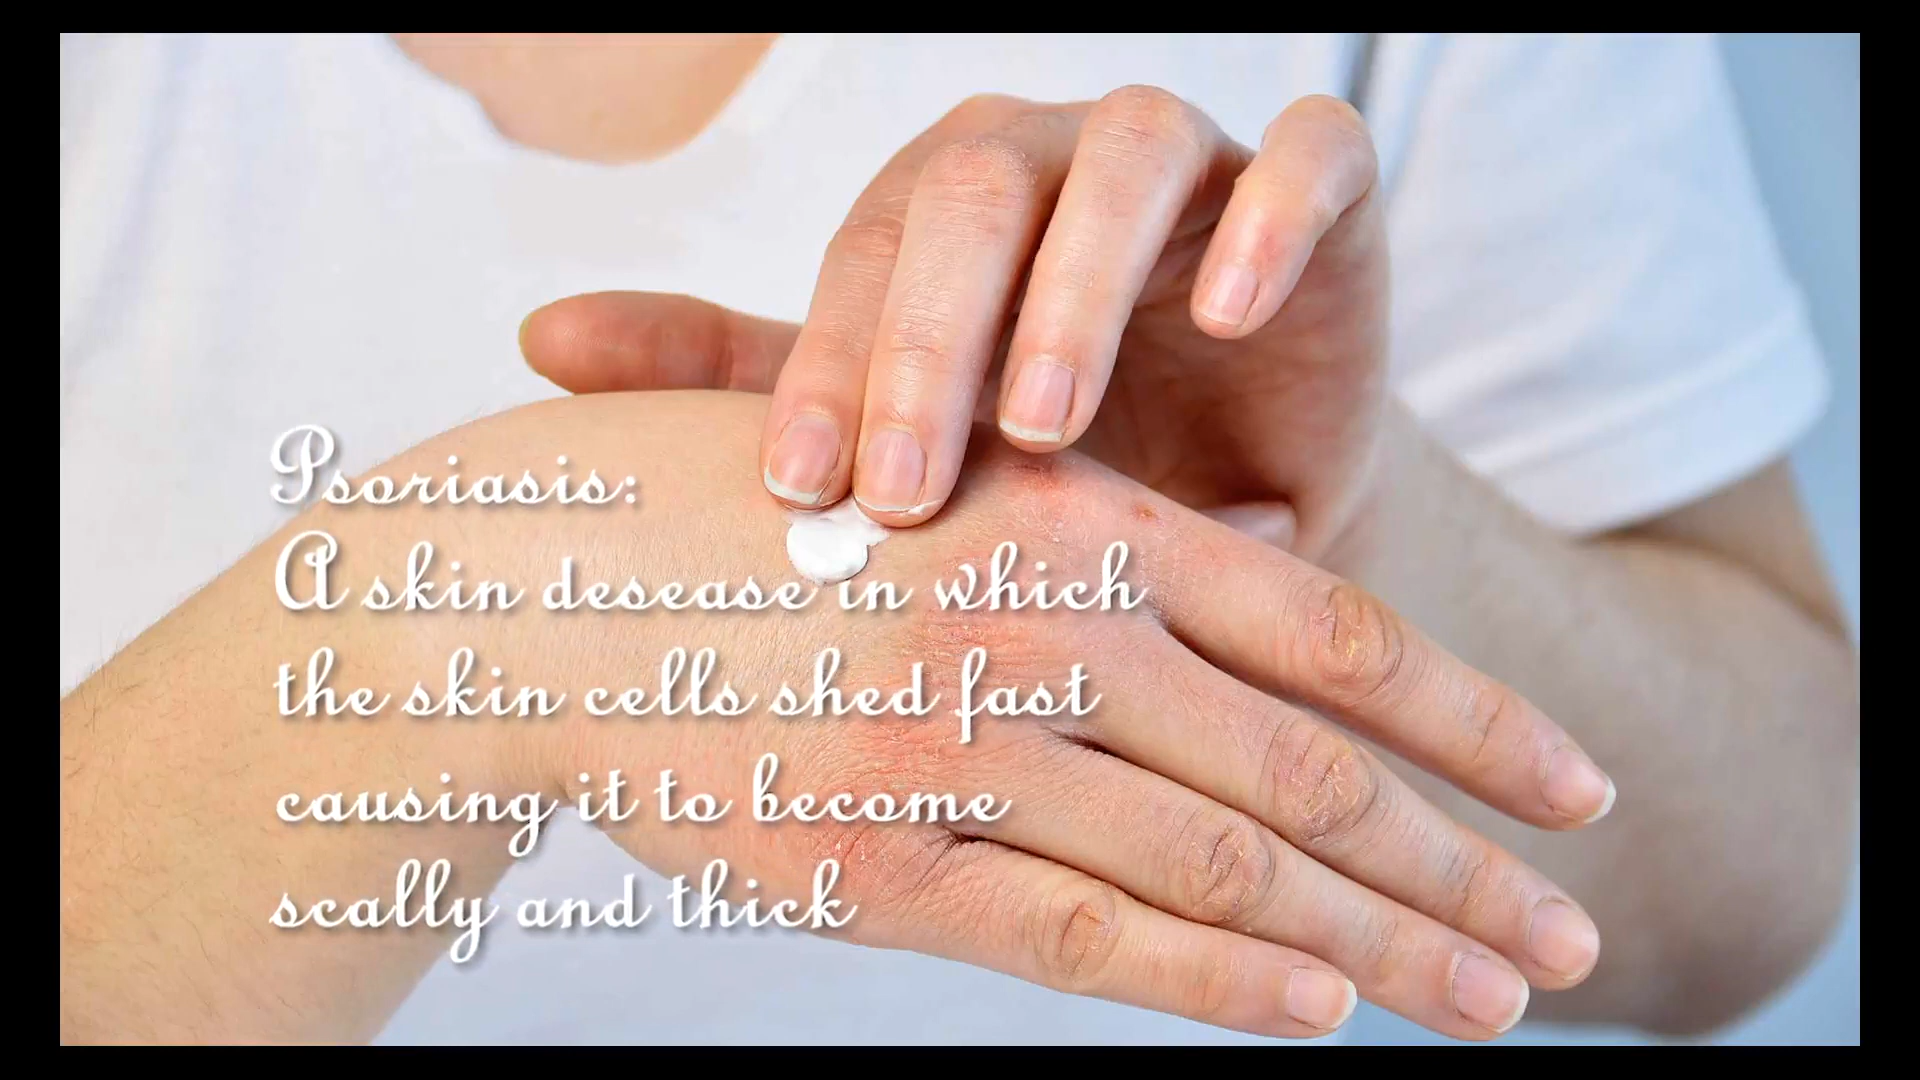 Psoriasis:
A skin desease in which
the skin cells shed fast
causing it to become
scally and thick